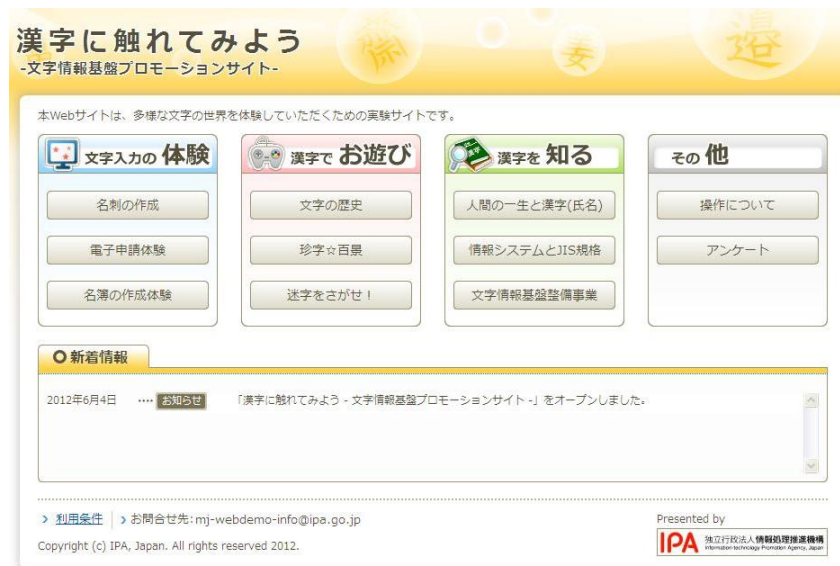 漢字に触れてみよう
-文字情報基盤プロモーションサイト-
本Webサイトは、多様な文字の世界を体験していただくための実験サイトです。
文字入力の 体験
名刺の作成
電子申請体験
名簿の作成体験
漢字で お遊び
文字の歴史
珍字☆百景
迷字をさがせ！
漢字を 知る
人間の一生と漢字(氏名)
情報システムとJIS規格
文字情報基盤整備事業
その 他
操作について
アンケート
新着情報
2012年6月4日 ‥‥ お知らせ 「漢字に触れてみよう - 文字情報基盤プロモーションサイト -」をオープンしました。
利用条件 お問合せ先：mj-webdemo-info@ipa.go.jp
Copyright (c) IPA, Japan. All rights reserved 2012.
Presented by
IPA 独立行政法人 情報処理推進機構
Information-technology Promotion Agency, Japan